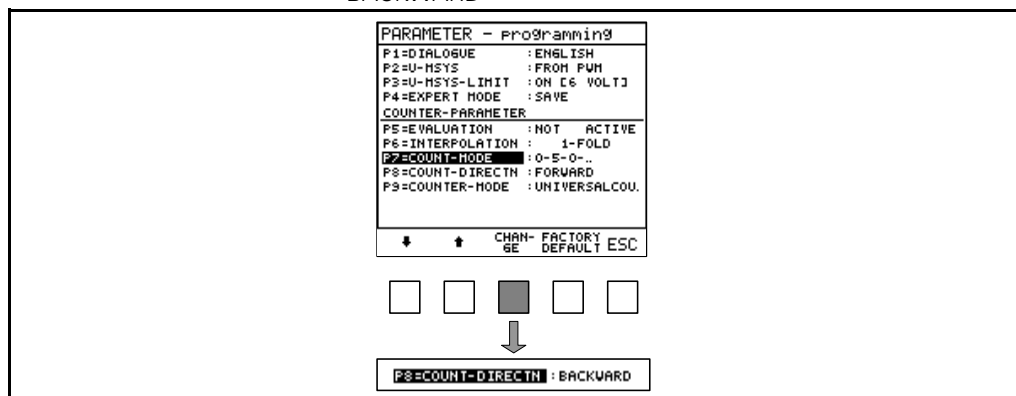 BACKWARD
PARAMETER - programming
P1=DIALOGUE :ENGLISH
P2=U-MSYS :FROM PWM
P3=U-MSYS-LIMIT :ON [6 VOLT]
P4=EXPERT MODE :SAVE
COUNTER-PARAMETER
P5=EVALUATION :NOT ACTIVE
P6=INTERPOLATION : 1-FOLD
P7=COUNT-MODE :0-5-0-..
P8=COUNT-DIRECTN :FORWARD
P9=COUNTER-MODE :UNIVERSALCOU.
CHAN- FACTORY ESC
GE DEFAULT
P8=COUNT-DIRECTN :BACKWARD